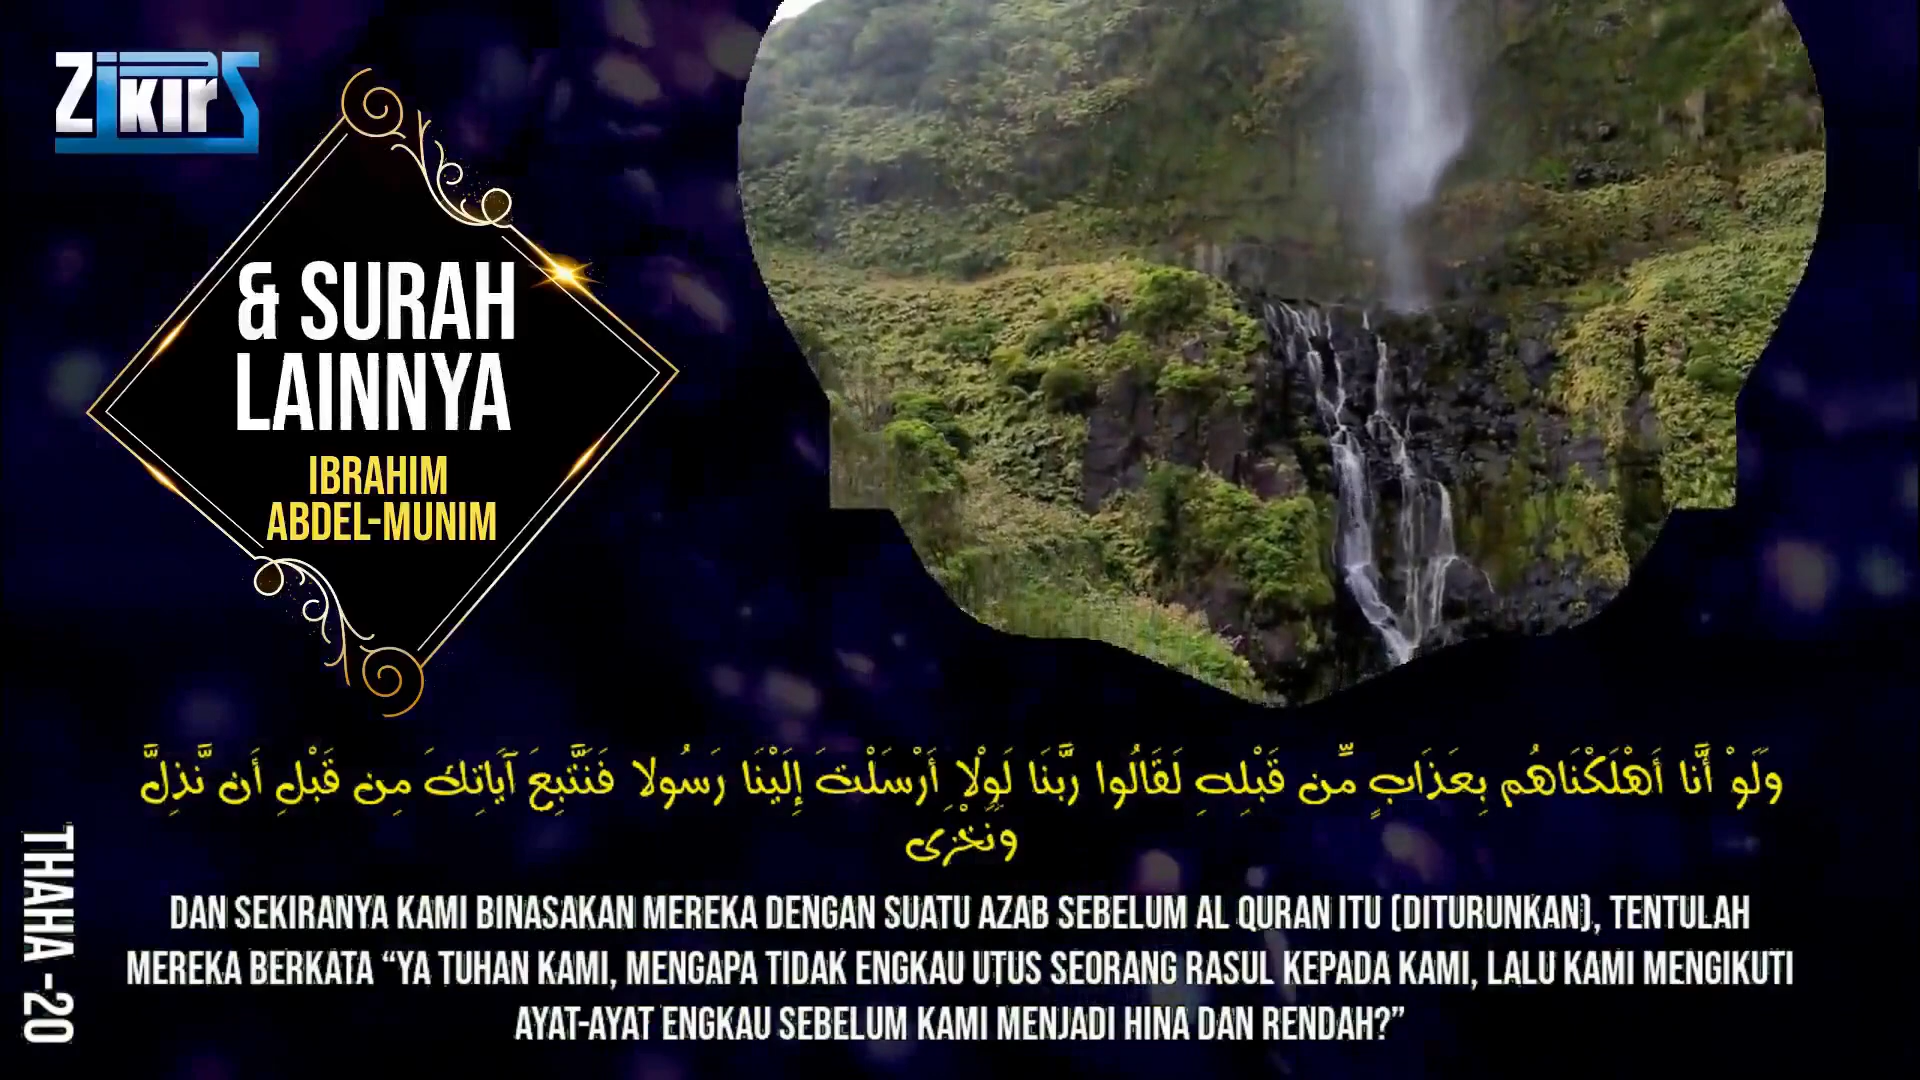 ZikirS
& SURAH
LAINNYA
IBRAHIM
ABDEL-MUNIM
وَلَوْ أَنَّا أَهْلَكْنَاهُم بِعَذَابٍ مِّن قَبْلِهِ لَقَالُوا رَبَّنَا لَوْلا أَرْسَلْتَ إِلَيْنَا رَسُولا فَنَتَّبِعَ آيَاتِكَ مِن قَبْلِ أَن نَّذِلَّ
وَنَخْزَى
DAN SEKIRANYA KAMI BINASAKAN MEREKA DENGAN SUATU AZAB SEBELUM AL QURAN ITU (DITURUNKAN), TENTULAH
MEREKA BERKATA “YA TUHAN KAMI, MENGAPA TIDAK ENGKAU UTUS SEORANG RASUL KEPADA KAMI, LALU KAMI MENGIKUTI
AYAT-AYAT ENGKAU SEBELUM KAMI MENJADI HINA DAN RENDAH?”
THAHA -20